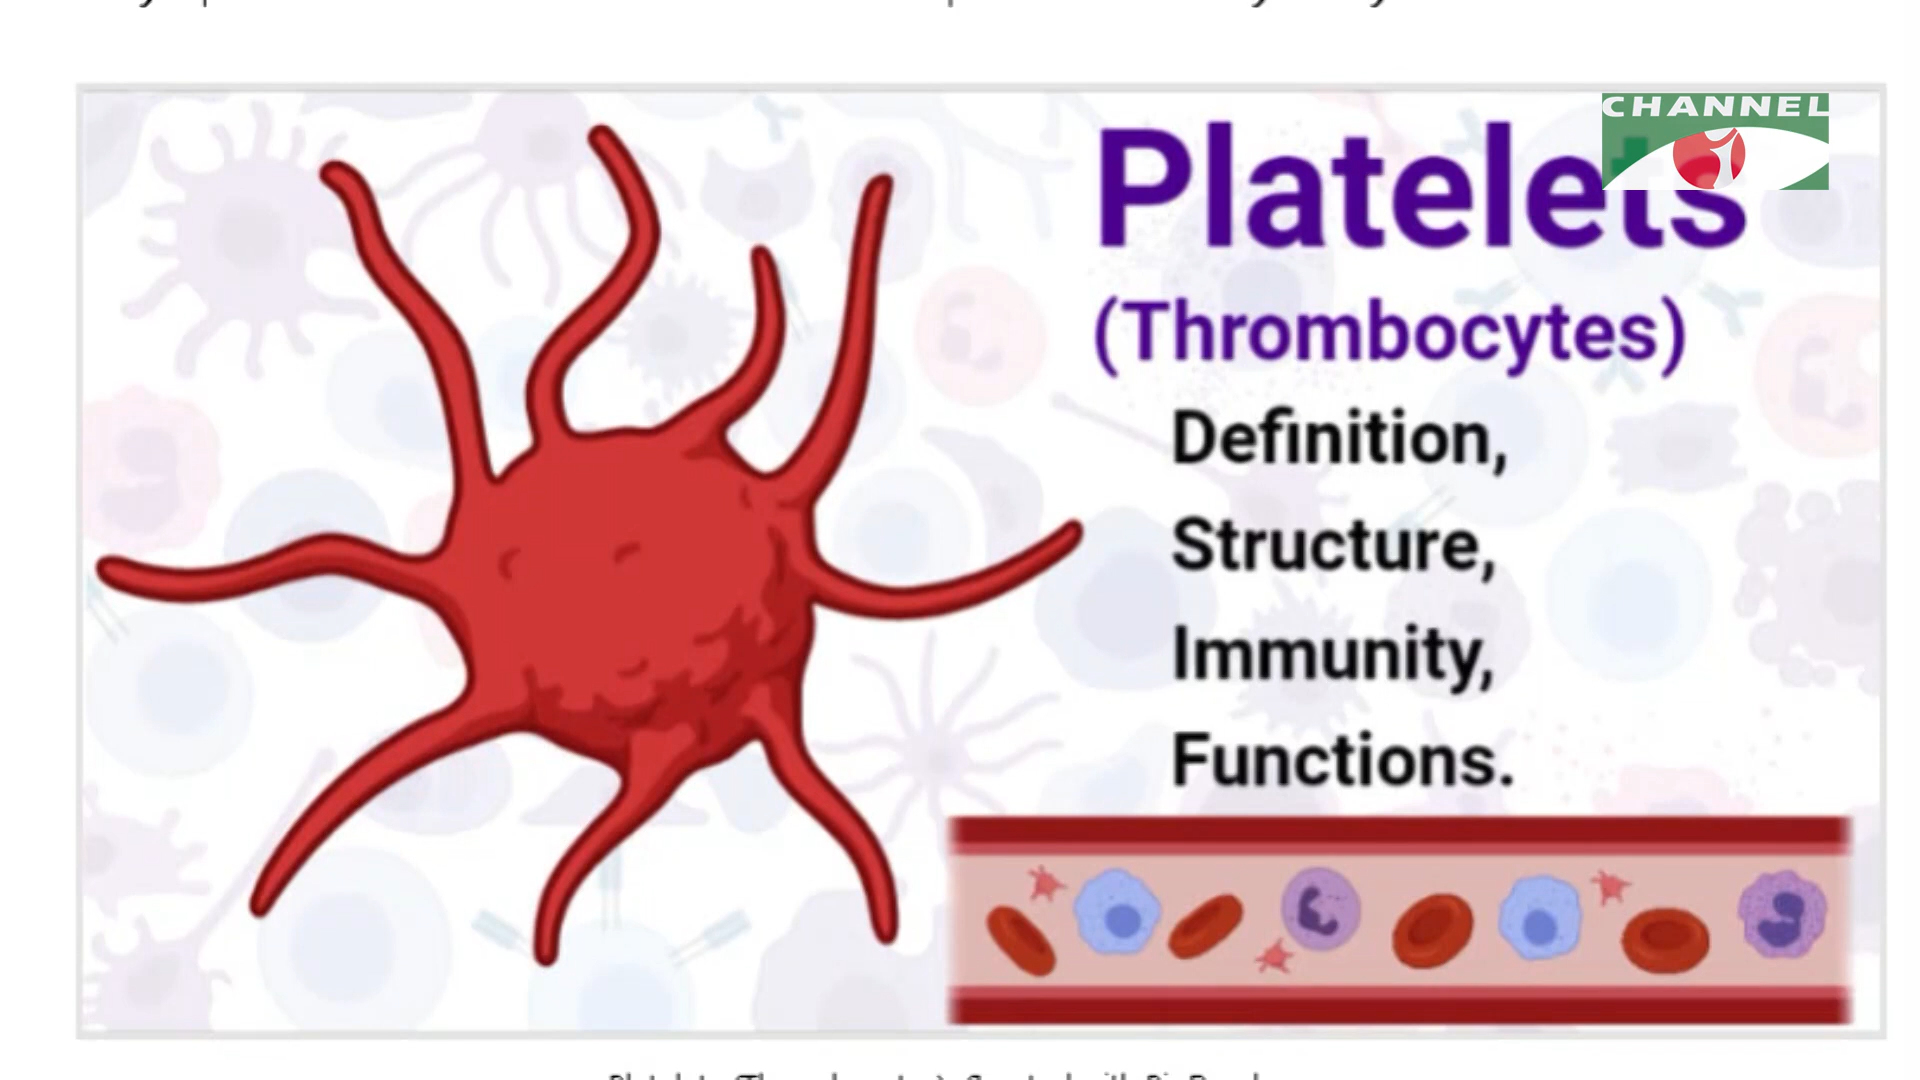 CHANNEL
Platelets
(Thrombocytes)
Definition,
Structure,
Immunity,
Functions.